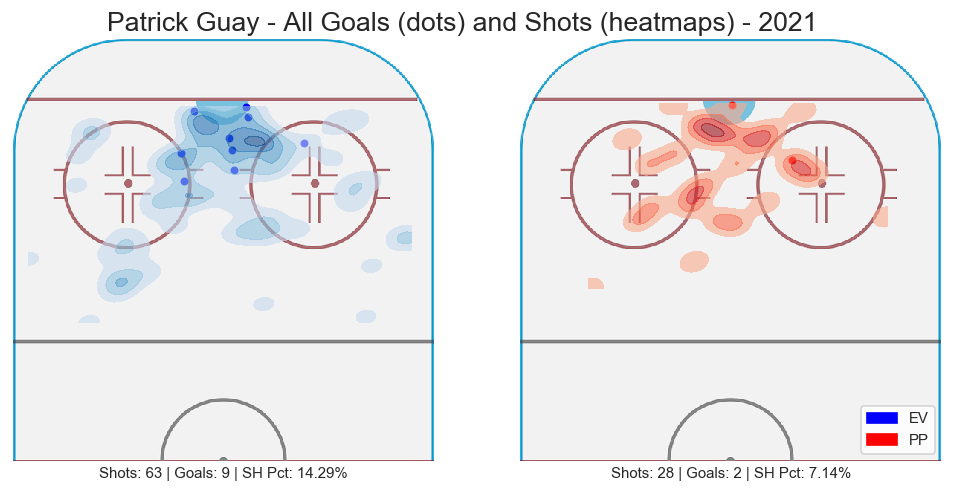 Patrick Guay - All Goals (dots) and Shots (heatmaps) - 2021
EV
PP
Shots: 63 | Goals: 9 | SH Pct: 14.29%
Shots: 28 | Goals: 2 | SH Pct: 7.14%